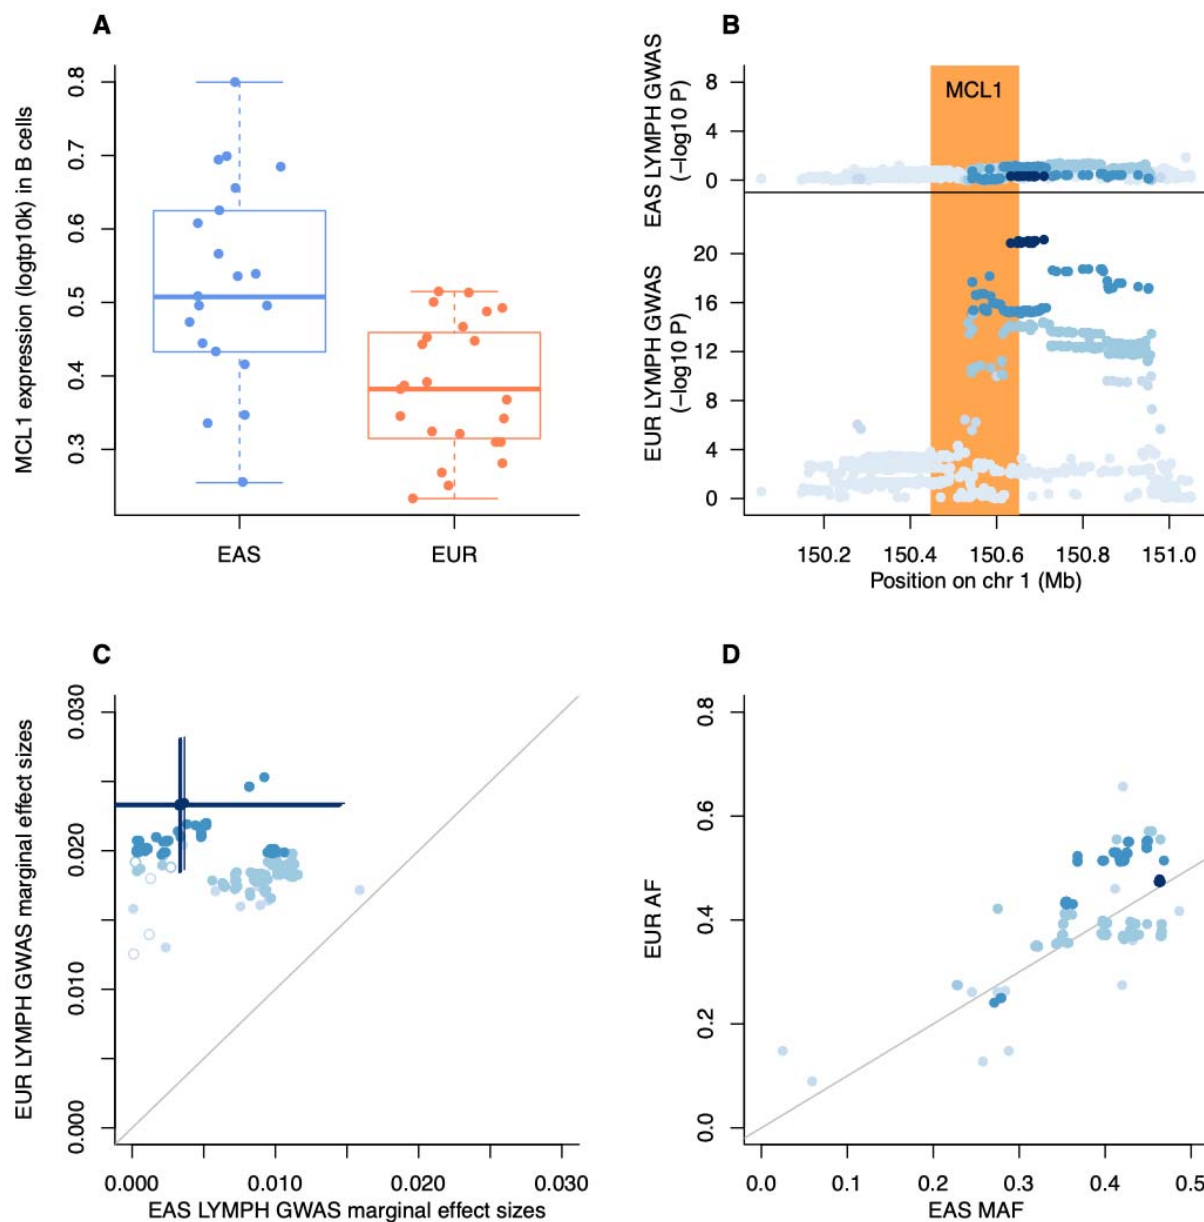 A
MCL1 expression (logtp10k) in B cells
0.8
0.7
0.6
0.5
0.4
0.3
EAS
EUR
B
EAS LYMPH GWAS
(−log10 P)
8
4
0
MCL1
EUR LYMPH GWAS
(−log10 P)
20
16
12
8
4
0
150.2 150.4 150.6 150.8 151.0
Position on chr 1 (Mb)
C
EUR LYMPH GWAS marginal effect sizes
0.030
0.020
0.010
0.000
0.000 0.010 0.020 0.030
EAS LYMPH GWAS marginal effect sizes
D
EUR AF
0.8
0.6
0.4
0.2
0.0
0.0 0.1 0.2 0.3 0.4 0.5
EAS MAF